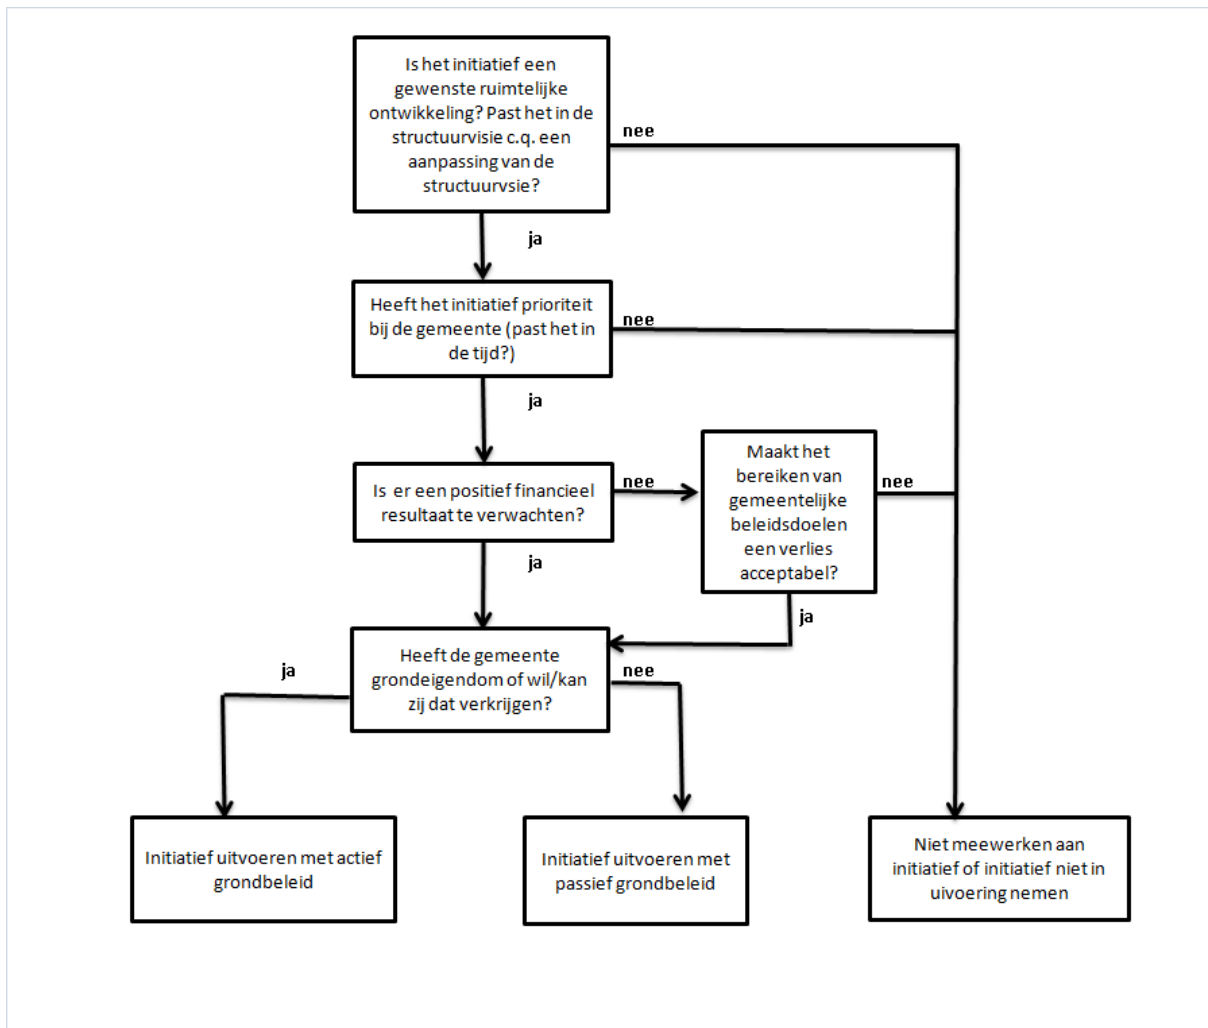 Is het initiatief een
gewenste ruimtelijke
ontwikkeling? Past het in de
structuurvisie c.q. een
aanpassing van de
structuurvsie?
nee
ja
Heeft het initiatief prioriteit
bij de gemeente (past het in
de tijd?)
nee
ja
Is er een positief financieel
resultaat te verwachten?
nee
Maakt het
bereiken van
gemeentelijke
beleidsdoelen
een verlies
acceptabel?
nee
ja
ja
Heeft de gemeente
grondeigendom of wil/kan
zij dat verkrijgen?
ja
nee
Initiatief uitvoeren met actief
grondbeleid
Initiatief uitvoeren met
passief grondbeleid
Niet meewerken aan
initiatief of initiatief niet in
uivoering nemen